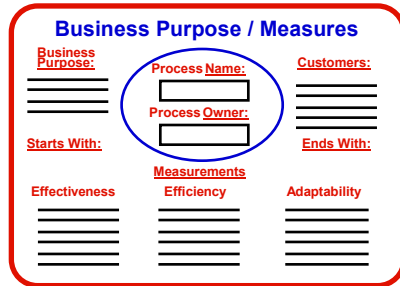 Business Purpose / Measures
Business
Purpose:
Process Name:
Customers:
Process Owner:
Starts With:
Ends With:
Measurements
Effectiveness
Efficiency
Adaptability